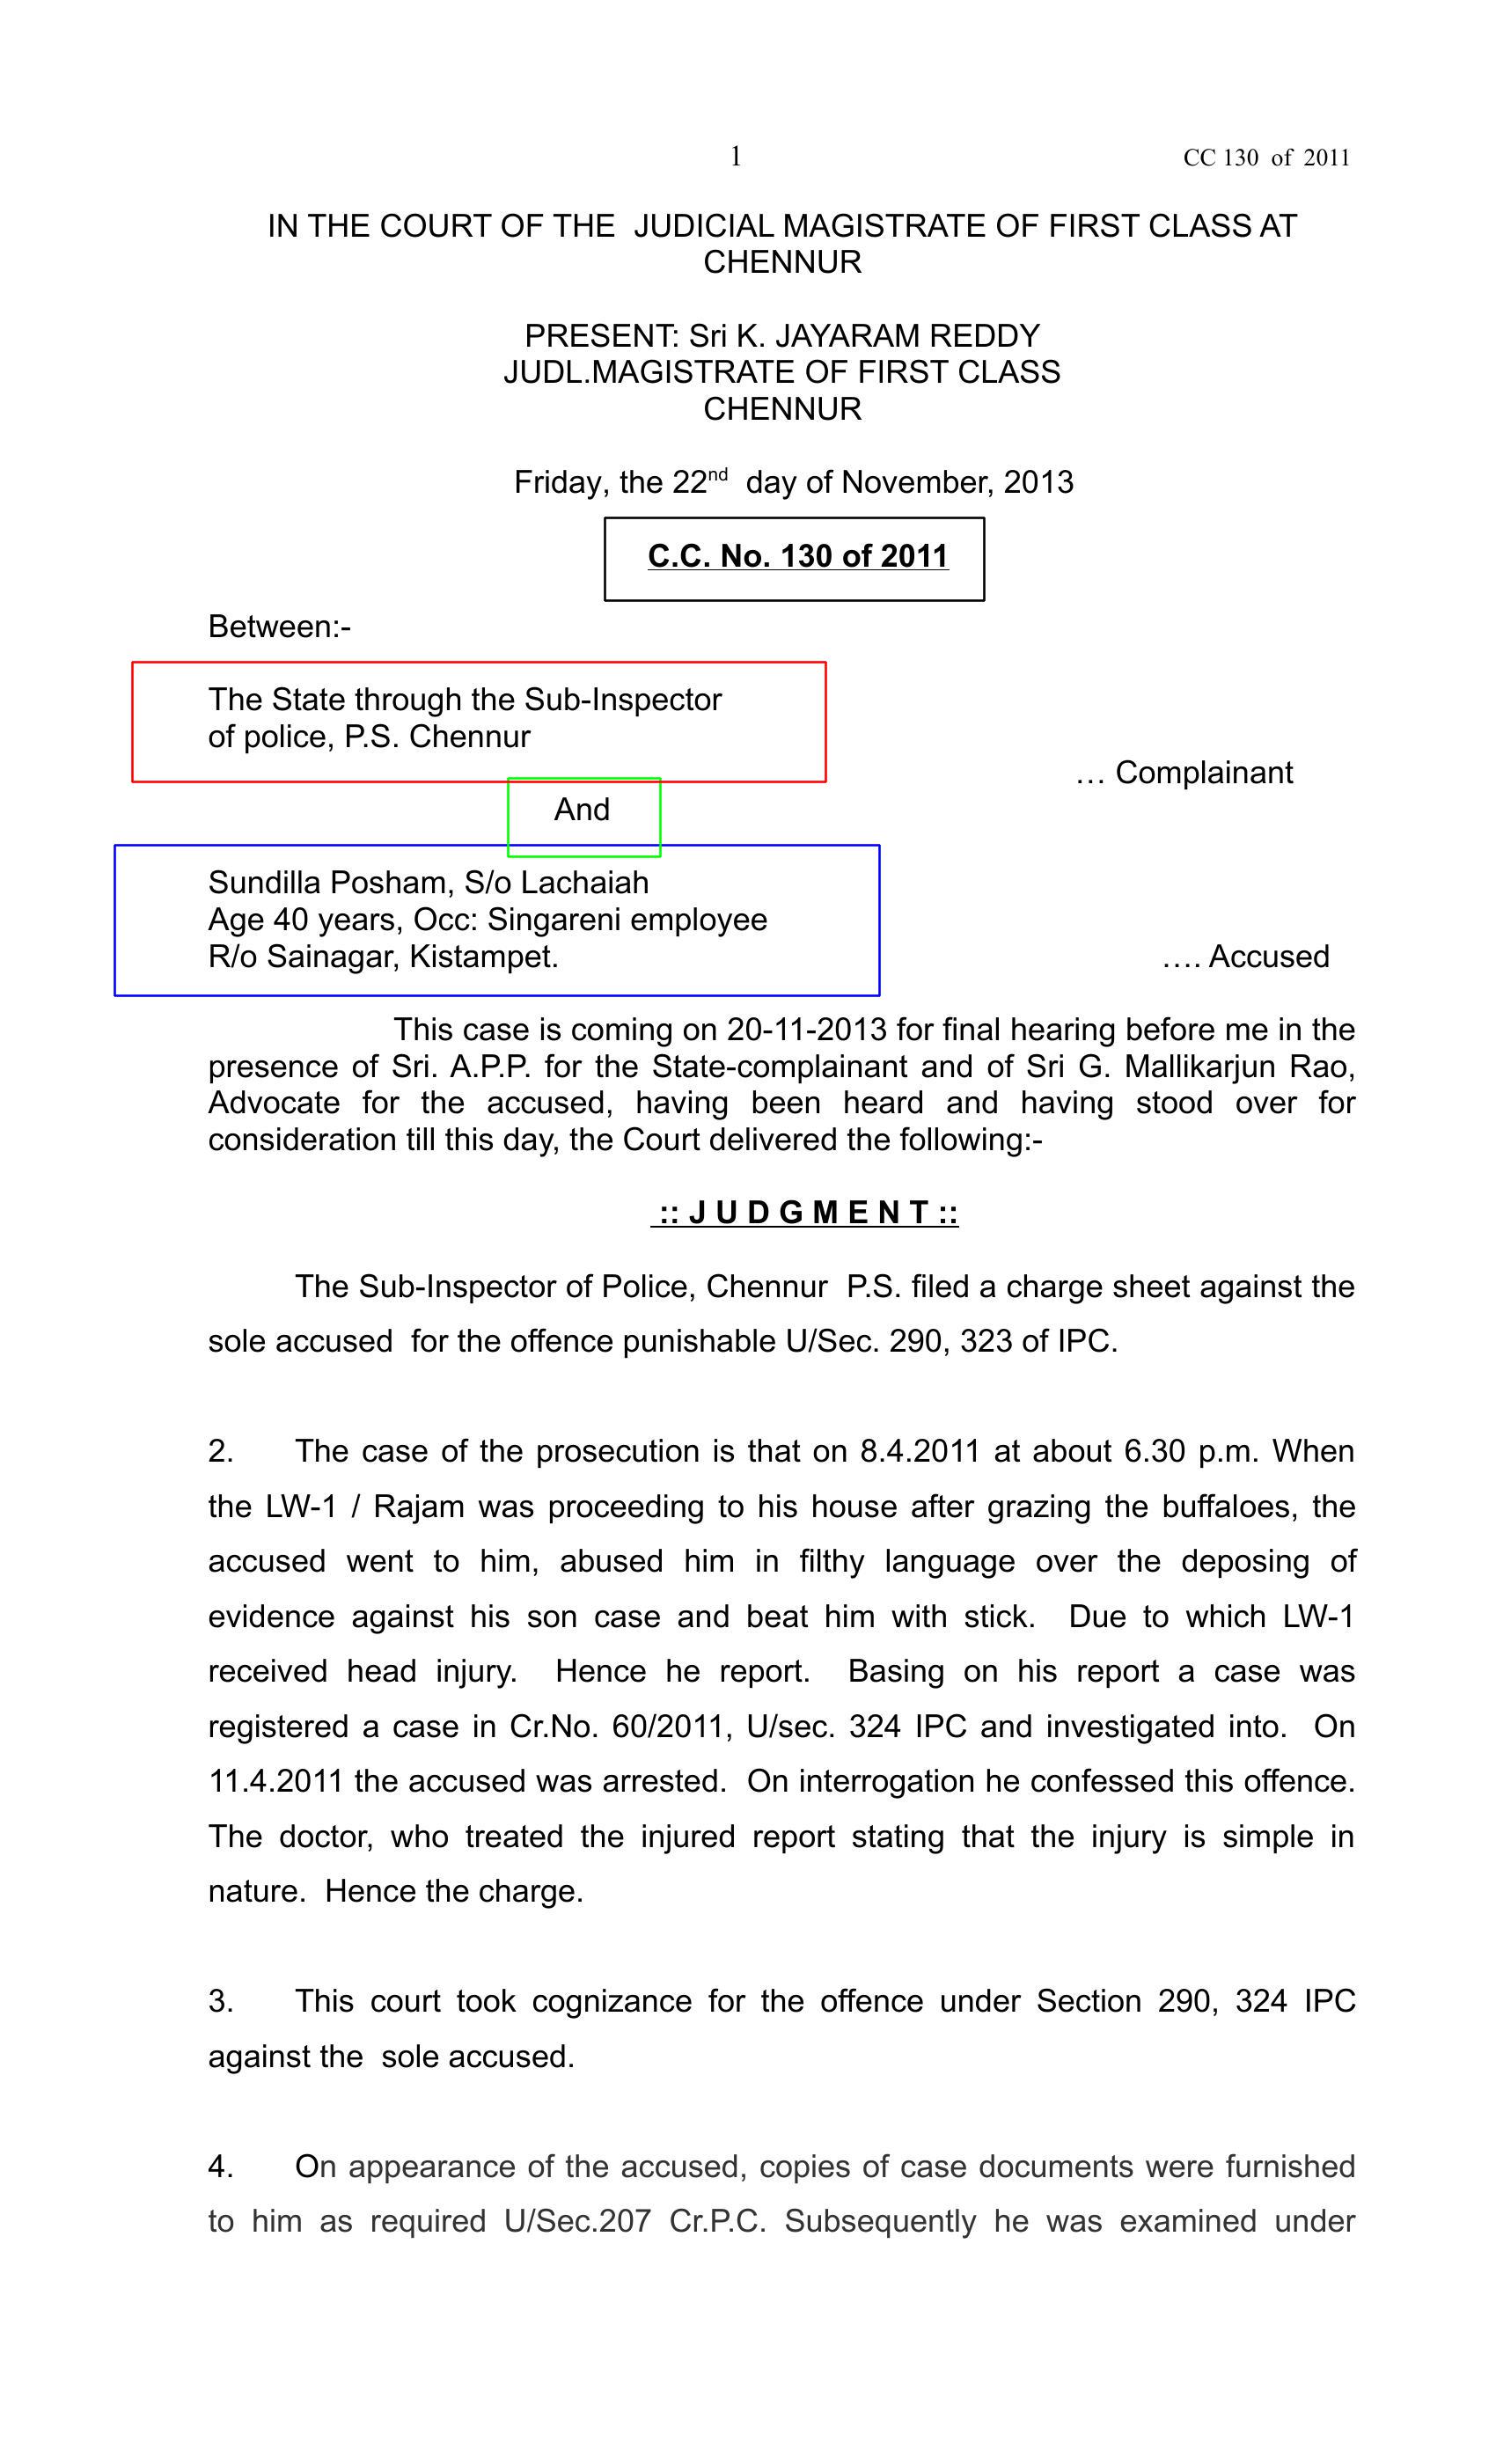 1 CC 130 of 2011
IN THE COURT OF THE JUDICIAL MAGISTRATE OF FIRST CLASS AT
CHENNUR
PRESENT: Sri K. JAYARAM REDDY
JUDL.MAGISTRATE OF FIRST CLASS
CHENNUR
Friday, the 22nd day of November, 2013
C.C. No. 130 of 2011
Between:-
The State through the Sub-Inspector
of police, P.S. Chennur
… Complainant
And
Sundilla Posham, S/o Lachaiah
Age 40 years, Occ: Singareni employee
R/o Sainagar, Kistampet. …. Accused
This case is coming on 20-11-2013 for final hearing before me in the
presence of Sri. A.P.P. for the State-complainant and of Sri G. Mallikarjun Rao,
Advocate for the accused, having been heard and having stood over for
consideration till this day, the Court delivered the following:-
:: J U D G M E N T ::
The Sub-Inspector of Police, Chennur P.S. filed a charge sheet against the
sole accused for the offence punishable U/Sec. 290, 323 of IPC.
2. The case of the prosecution is that on 8.4.2011 at about 6.30 p.m. When
the LW-1 / Rajam was proceeding to his house after grazing the buffaloes, the
accused went to him, abused him in filthy language over the deposing of
evidence against his son case and beat him with stick. Due to which LW-1
received head injury. Hence he report. Basing on his report a case was
registered a case in Cr.No. 60/2011, U/sec. 324 IPC and investigated into. On
11.4.2011 the accused was arrested. On interrogation he confessed this offence.
The doctor, who treated the injured report stating that the injury is simple in
nature. Hence the charge.
3. This court took cognizance for the offence under Section 290, 324 IPC
against the sole accused.
4. On appearance of the accused, copies of case documents were furnished
to him as required U/Sec.207 Cr.P.C. Subsequently he was examined under